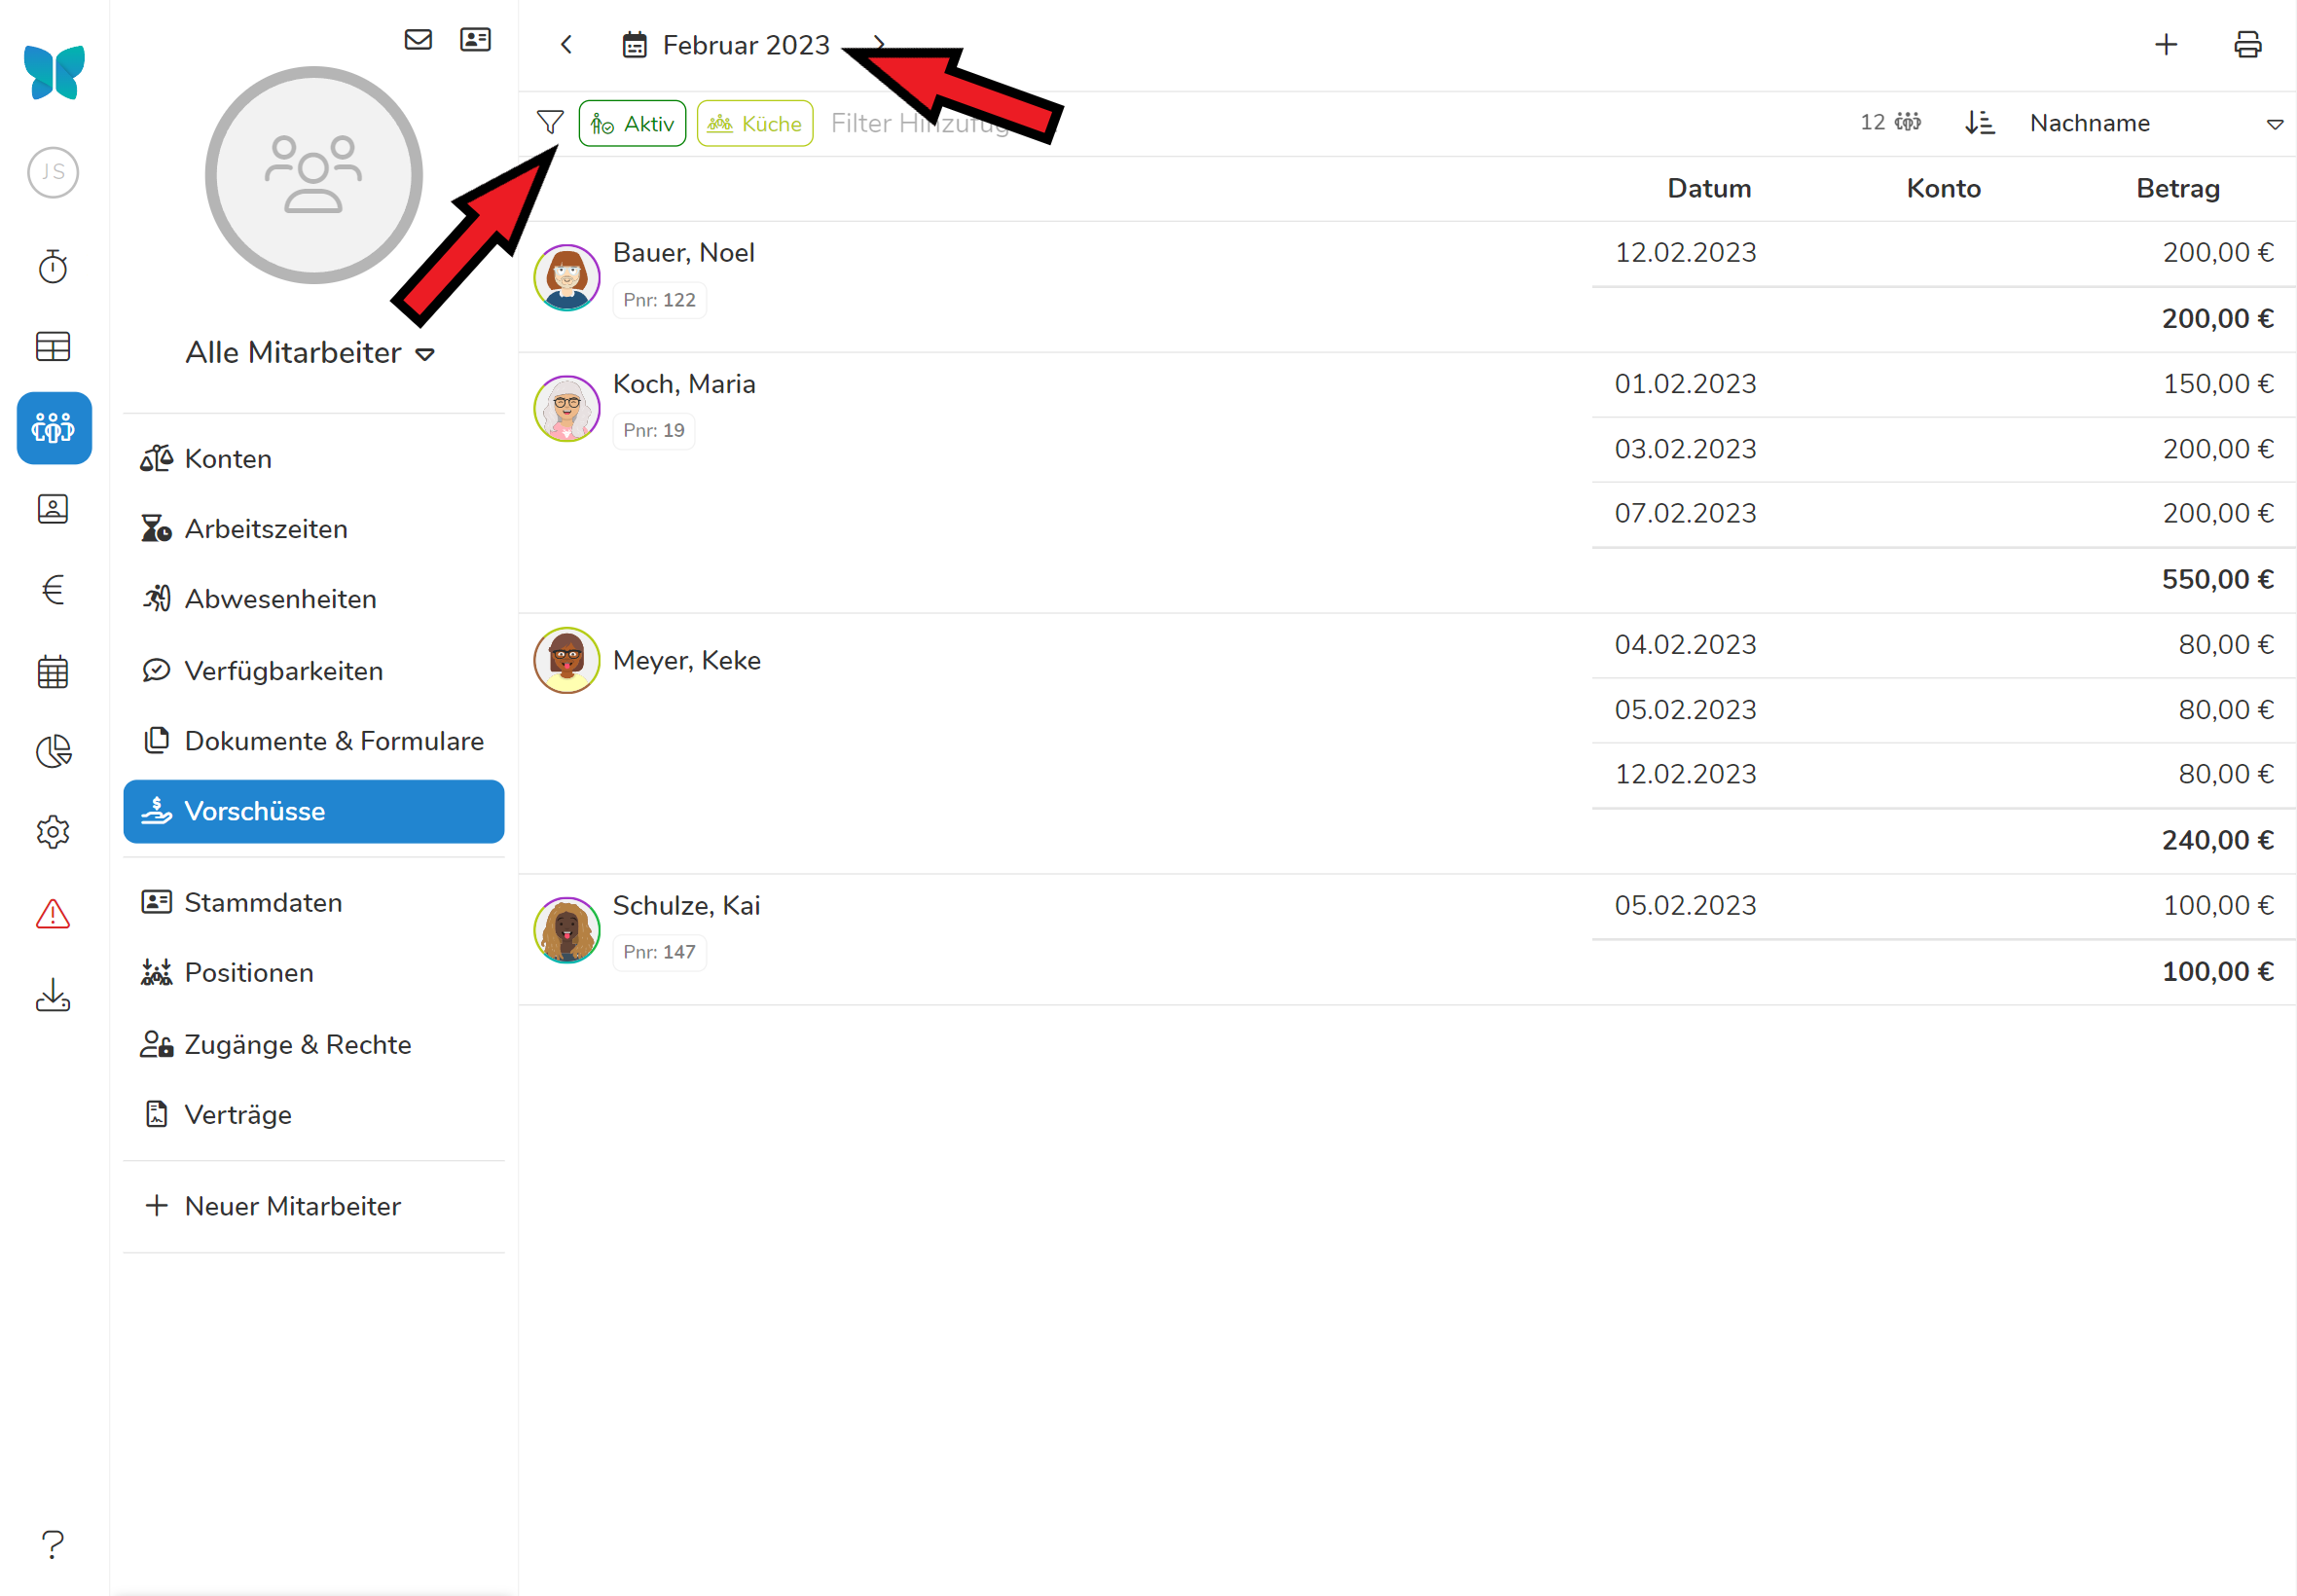 JS
Alle Mitarbeiter
Konten
Arbeitszeiten
Abwesenheiten
Verfügbarkeiten
Dokumente & Formulare
Vorschüsse
Stammdaten
Positionen
Zugänge & Rechte
Verträge
Neuer Mitarbeiter
Februar 2023
Aktiv Küche Filter 12 Nachname
Datum Konto Betrag
Bauer, Noel 12.02.2023 200,00 €
Pnr: 122
200,00 €
Koch, Maria 01.02.2023 150,00 €
Pnr: 19
03.02.2023 200,00 €
07.02.2023 200,00 €
550,00 €
Meyer, Keke 04.02.2023 80,00 €
05.02.2023 80,00 €
12.02.2023 80,00 €
240,00 €
Schulze, Kai 05.02.2023 100,00 €
Pnr: 147
100,00 €